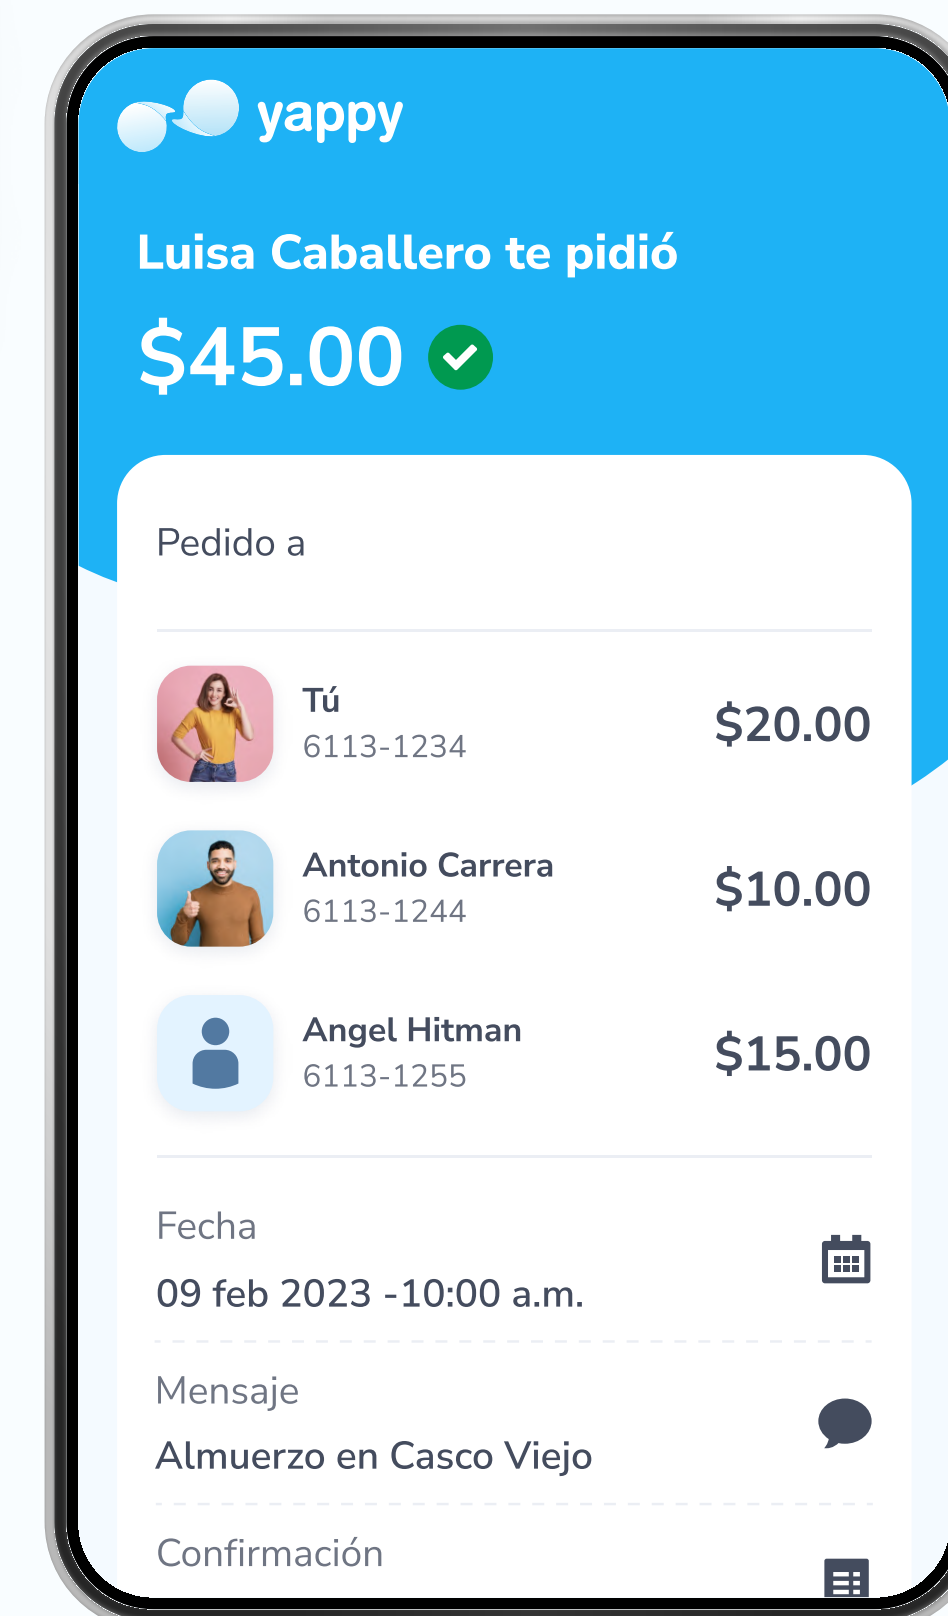 yappy
Luisa Caballero te pidió
$45.00
Pedido a
Tú
6113-1234
$20.00
Antonio Carrera
6113-1244
$10.00
Angel Hitman
6113-1255
$15.00
Fecha
09 feb 2023 -10:00 a.m.
Mensaje
Almuerzo en Casco Viejo
Confirmación